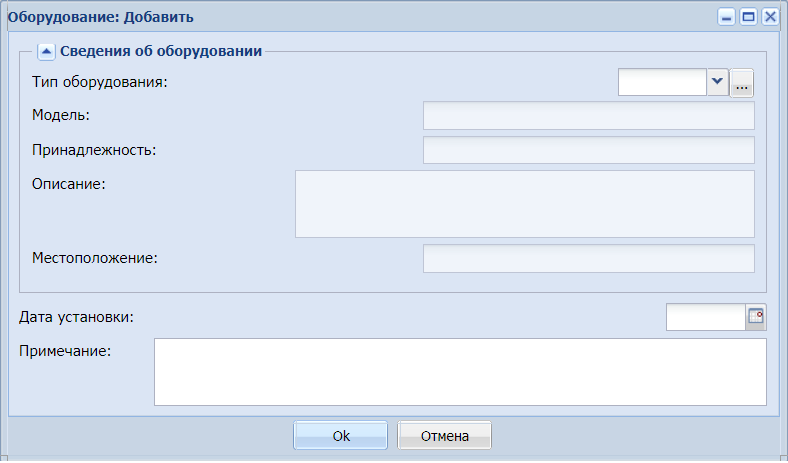 Оборудование: Добавить
Сведения об оборудовании
Тип оборудования:
...
Модель:
Принадлежность:
Описание:
Местоположение:
Дата установки:
Примечание:
Ok
Отмена